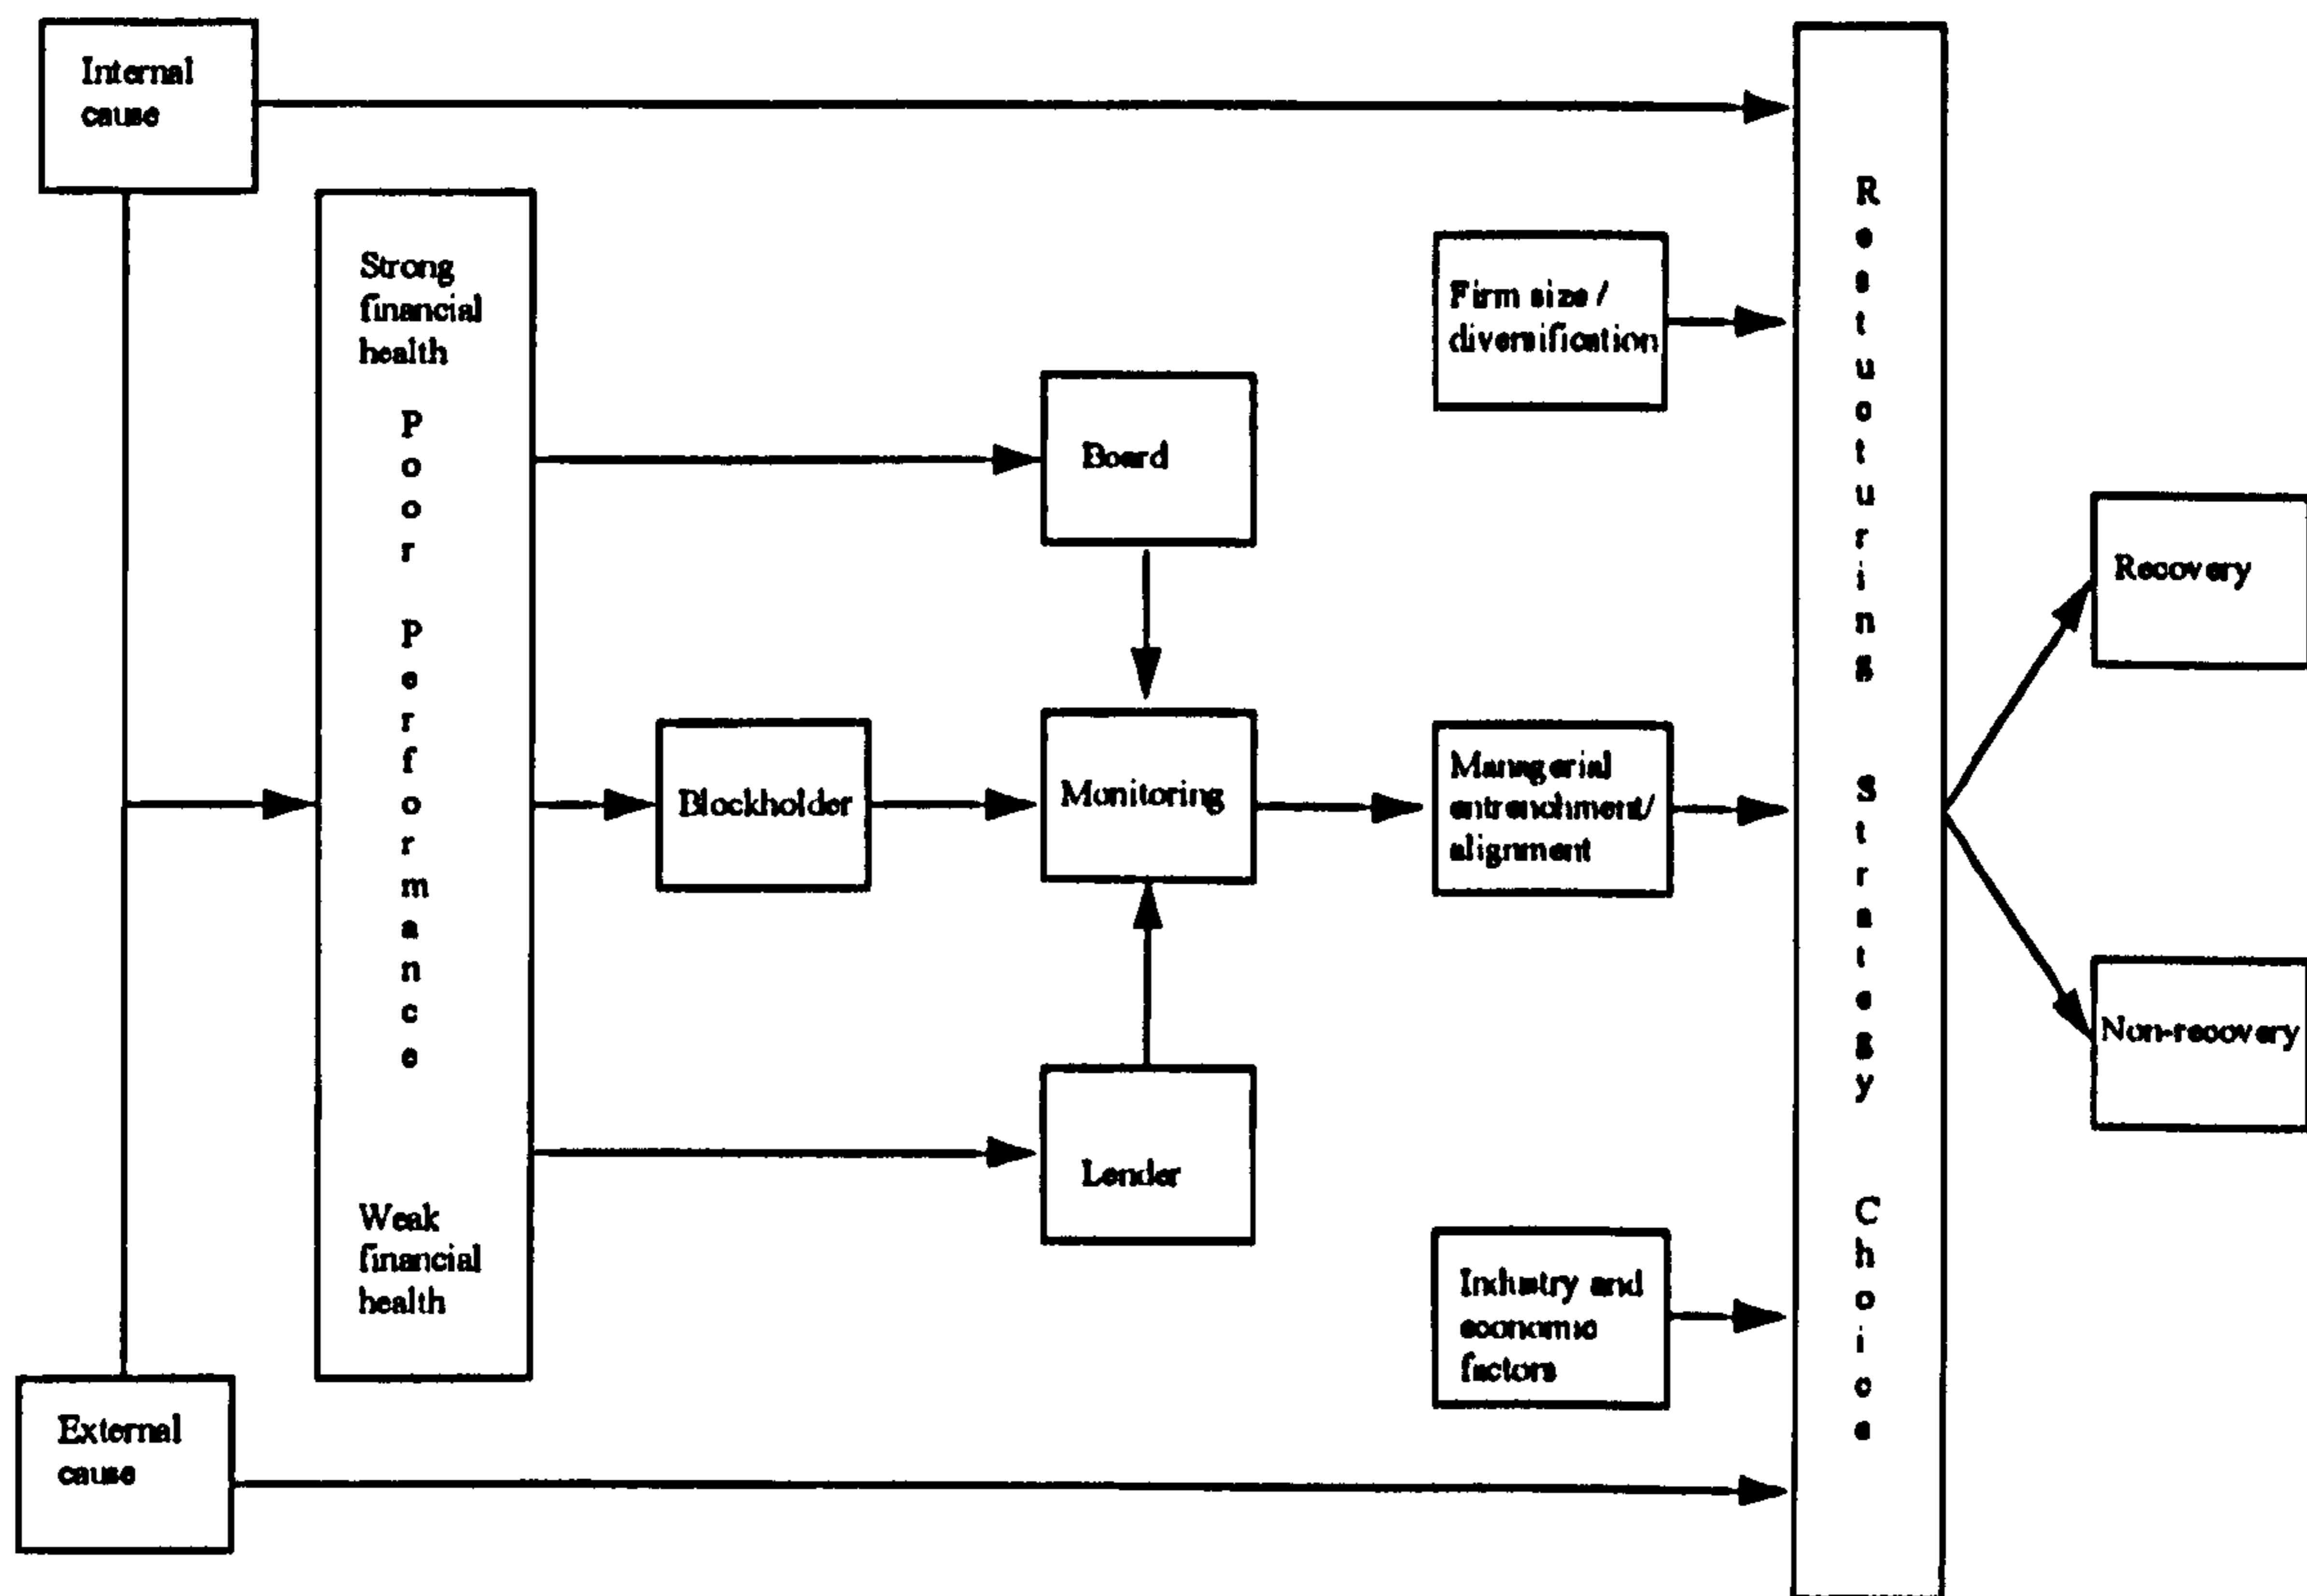 Internal
cause
Strong
financial
health
Poor Performance
Weak
financial
health
External
cause
Board
Blockholder
Monitoring
Lender
Firm size /
diversification
Managerial
entrenchment/
alignment
Industry and
economic
factors
Restucturing Strategy Choice
Recovery
Non-recovery